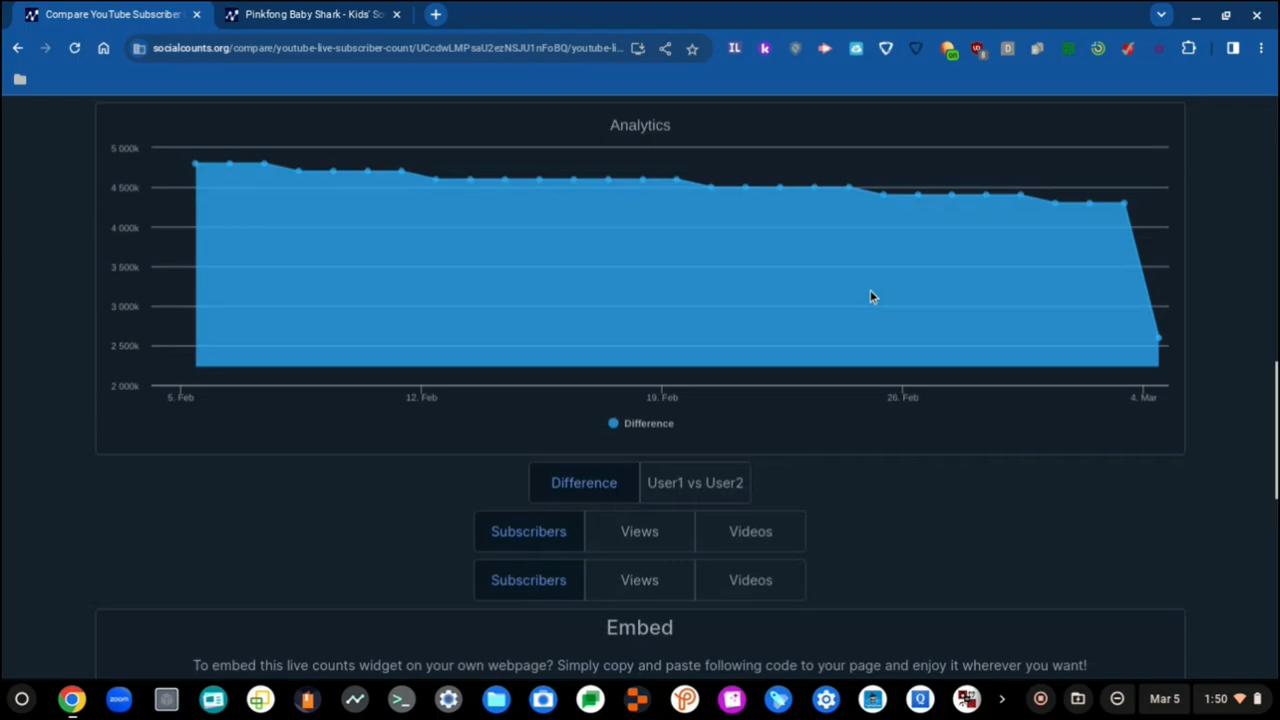 Compare YouTube Subscriber
Pinkfong Baby Shark - Kids' So
socialcounts.org/compare/youtube-live-subscriber-count/UCcdwLMPsaU2ezNSJU1nFoBQ/youtube-li...
Analytics
5 000k
4 500k
4 000k
3 500k
3 000k
2 500k
2 000k
5. Feb
12. Feb
19. Feb
26. Feb
4. Mar
Difference
Difference
User1 vs User2
Subscribers
Views
Videos
Subscribers
Views
Videos
Embed
To embed this live counts widget on your own webpage? Simply copy and paste following code to your page and enjoy it wherever you want!
zoom
Mar 5
1:50